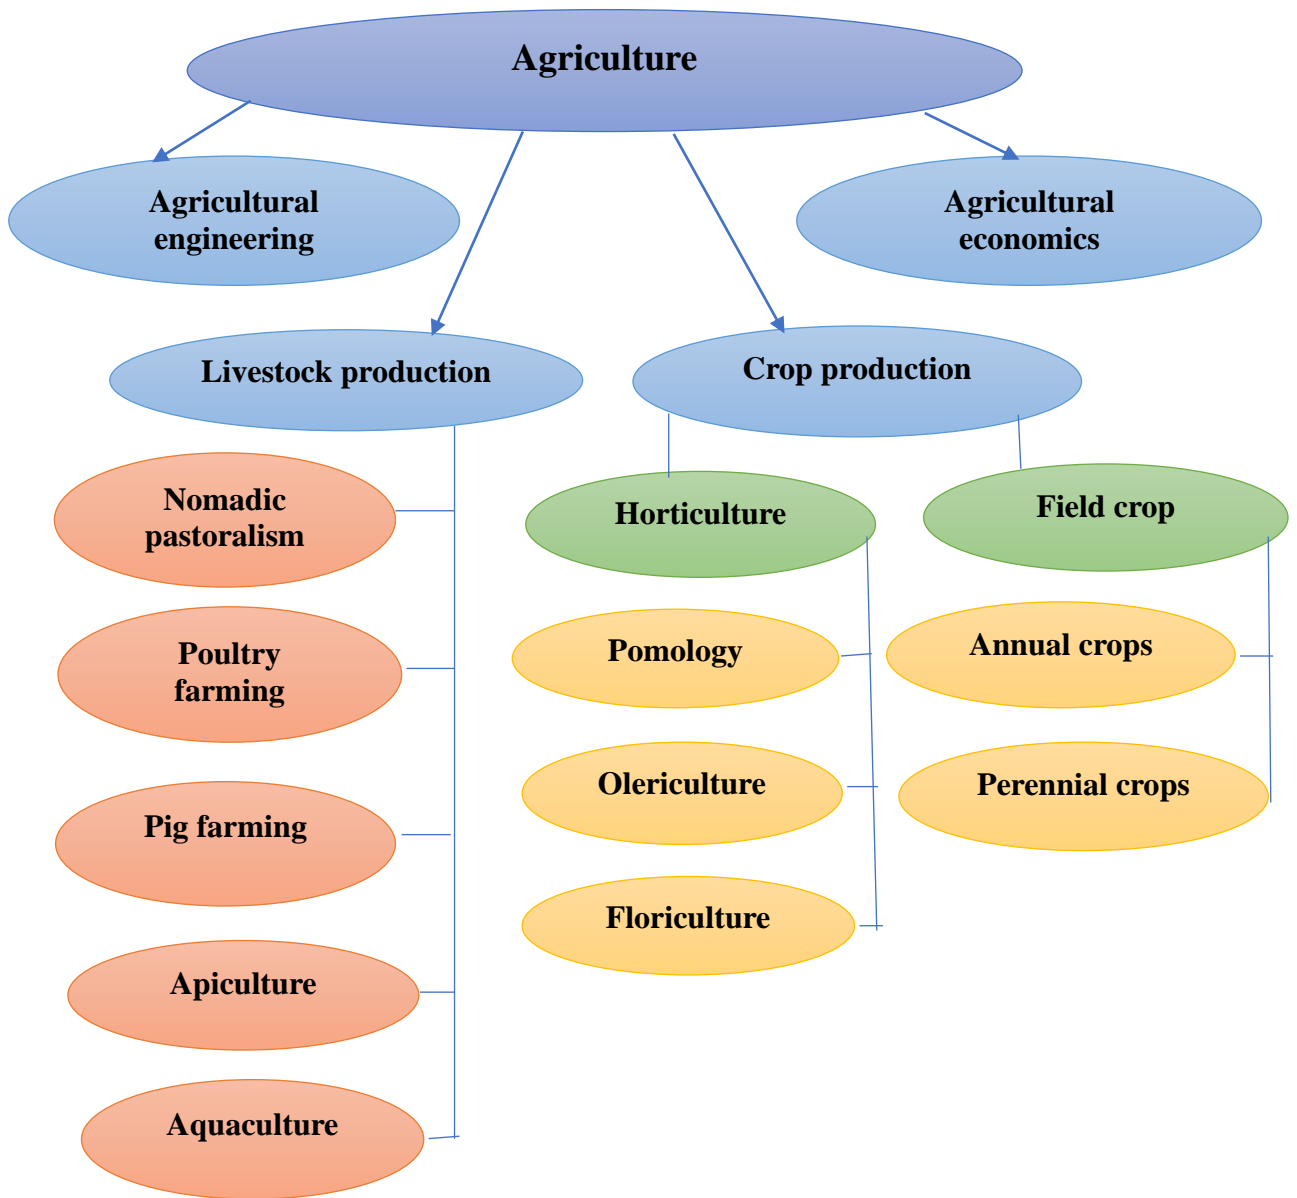 Agriculture
Agricultural
engineering
Agricultural
economics
Livestock production
Crop production
Nomadic
pastoralism
Horticulture
Field crop
Poultry
farming
Pomology
Annual crops
Pig farming
Olericulture
Perennial crops
Apiculture
Floriculture
Aquaculture